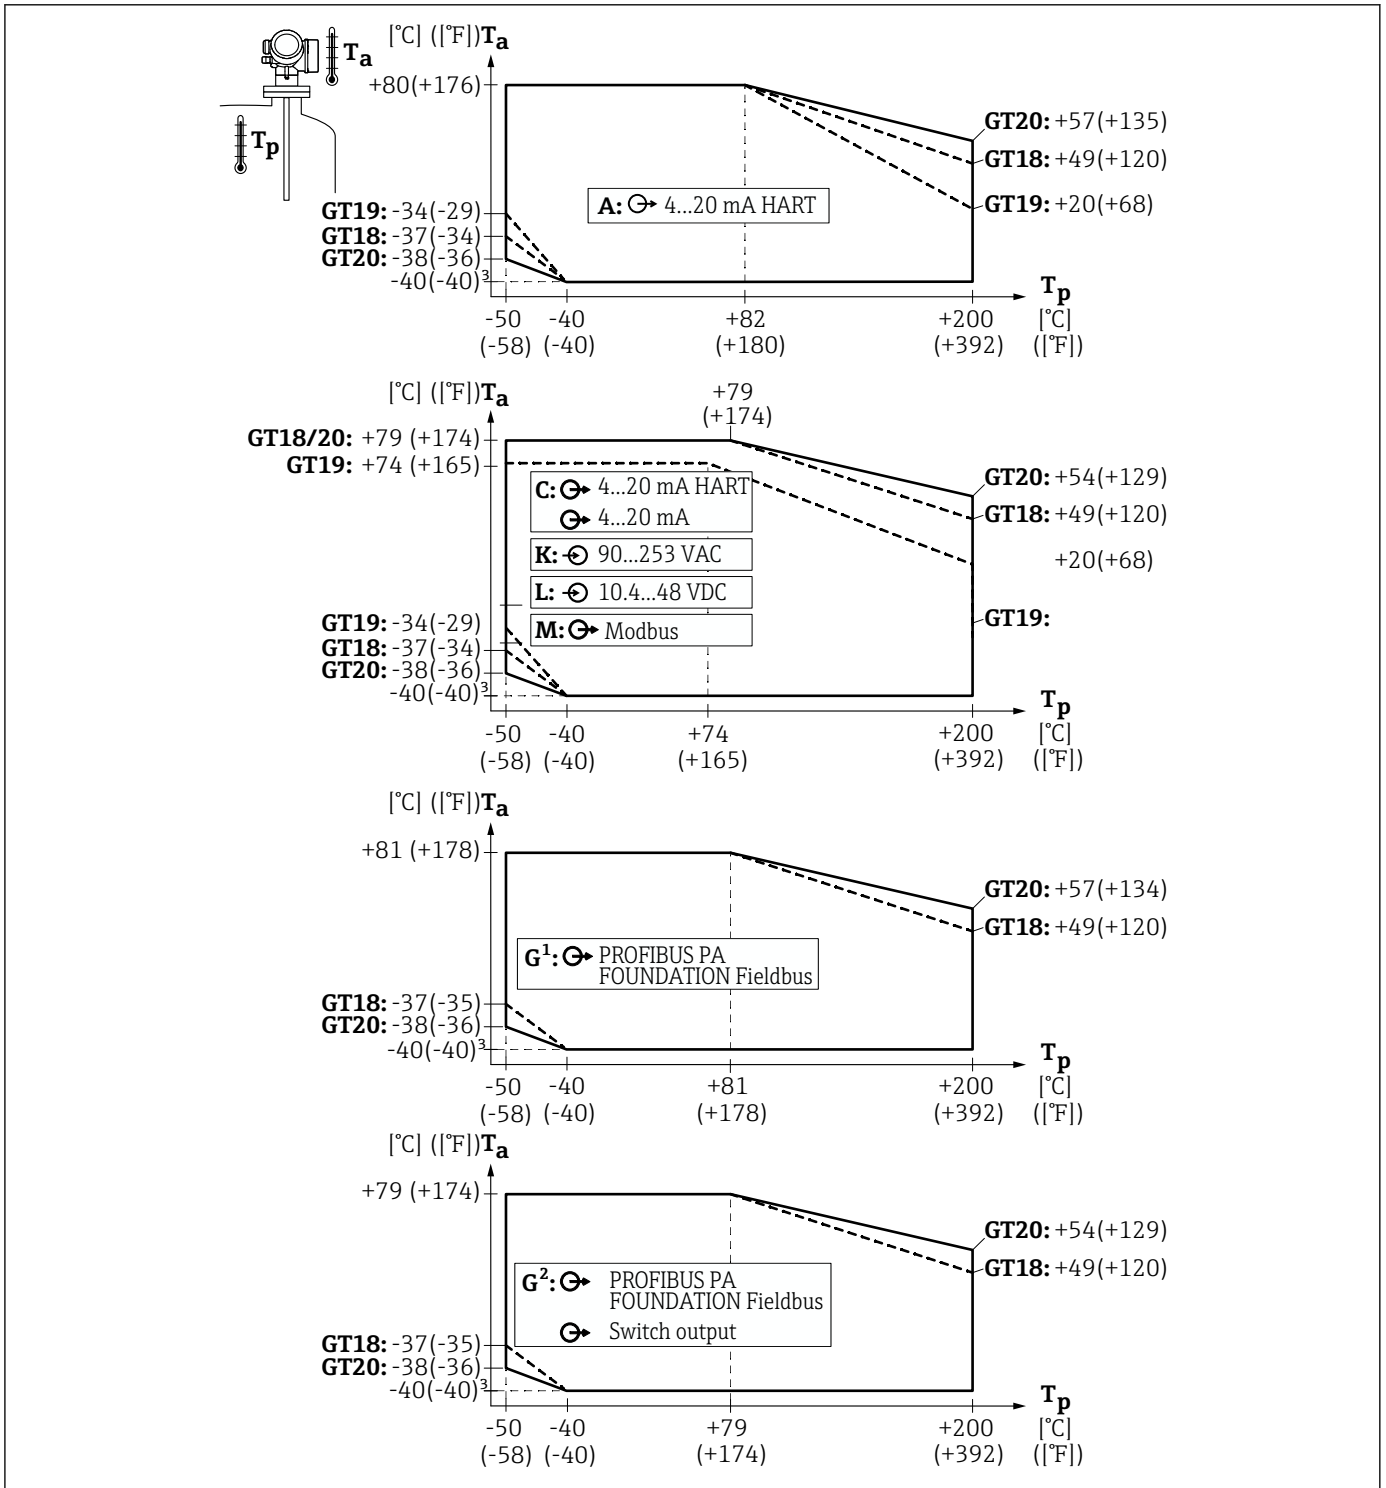 [°C] ([°F])Ta
Ta
Tp
+80(+176)
GT20: +57(+135)
GT18: +49(+120)
GT19: +20(+68)
A: 4...20 mA HART
GT19: -34(-29)
GT18: -37(-34)
GT20: -38(-36)
-40(-40)³
Tp
-50 -40 +82 +200 [°C]
(-58) (-40) (+180) (+392) ([°F])
[°C] ([°F])Ta
+79
(+174)
GT18/20: +79 (+174)
GT19: +74 (+165)
GT20: +54(+129)
GT18: +49(+120)
+20(+68)
GT19:
C: 4...20 mA HART
4...20 mA
K: 90...253 VAC
L: 10.4...48 VDC
M: Modbus
GT19: -34(-29)
GT18: -37(-34)
GT20: -38(-36)
-40(-40)³
Tp
-50 -40 +74 +200 [°C]
(-58) (-40) (+165) (+392) ([°F])
[°C] ([°F])Ta
+81 (+178)
GT20: +57(+134)
GT18: +49(+120)
G¹: PROFIBUS PA
FOUNDATION Fieldbus
GT18: -37(-35)
GT20: -38(-36)
-40(-40)³
Tp
-50 -40 +81 +200 [°C]
(-58) (-40) (+178) (+392) ([°F])
[°C] ([°F])Ta
+79 (+174)
GT20: +54(+129)
GT18: +49(+120)
G²: PROFIBUS PA
FOUNDATION Fieldbus
Switch output
GT18: -37(-35)
GT20: -38(-36)
-40(-40)³
Tp
-50 -40 +79 +200 [°C]
(-58) (-40) (+174) (+392) ([°F])